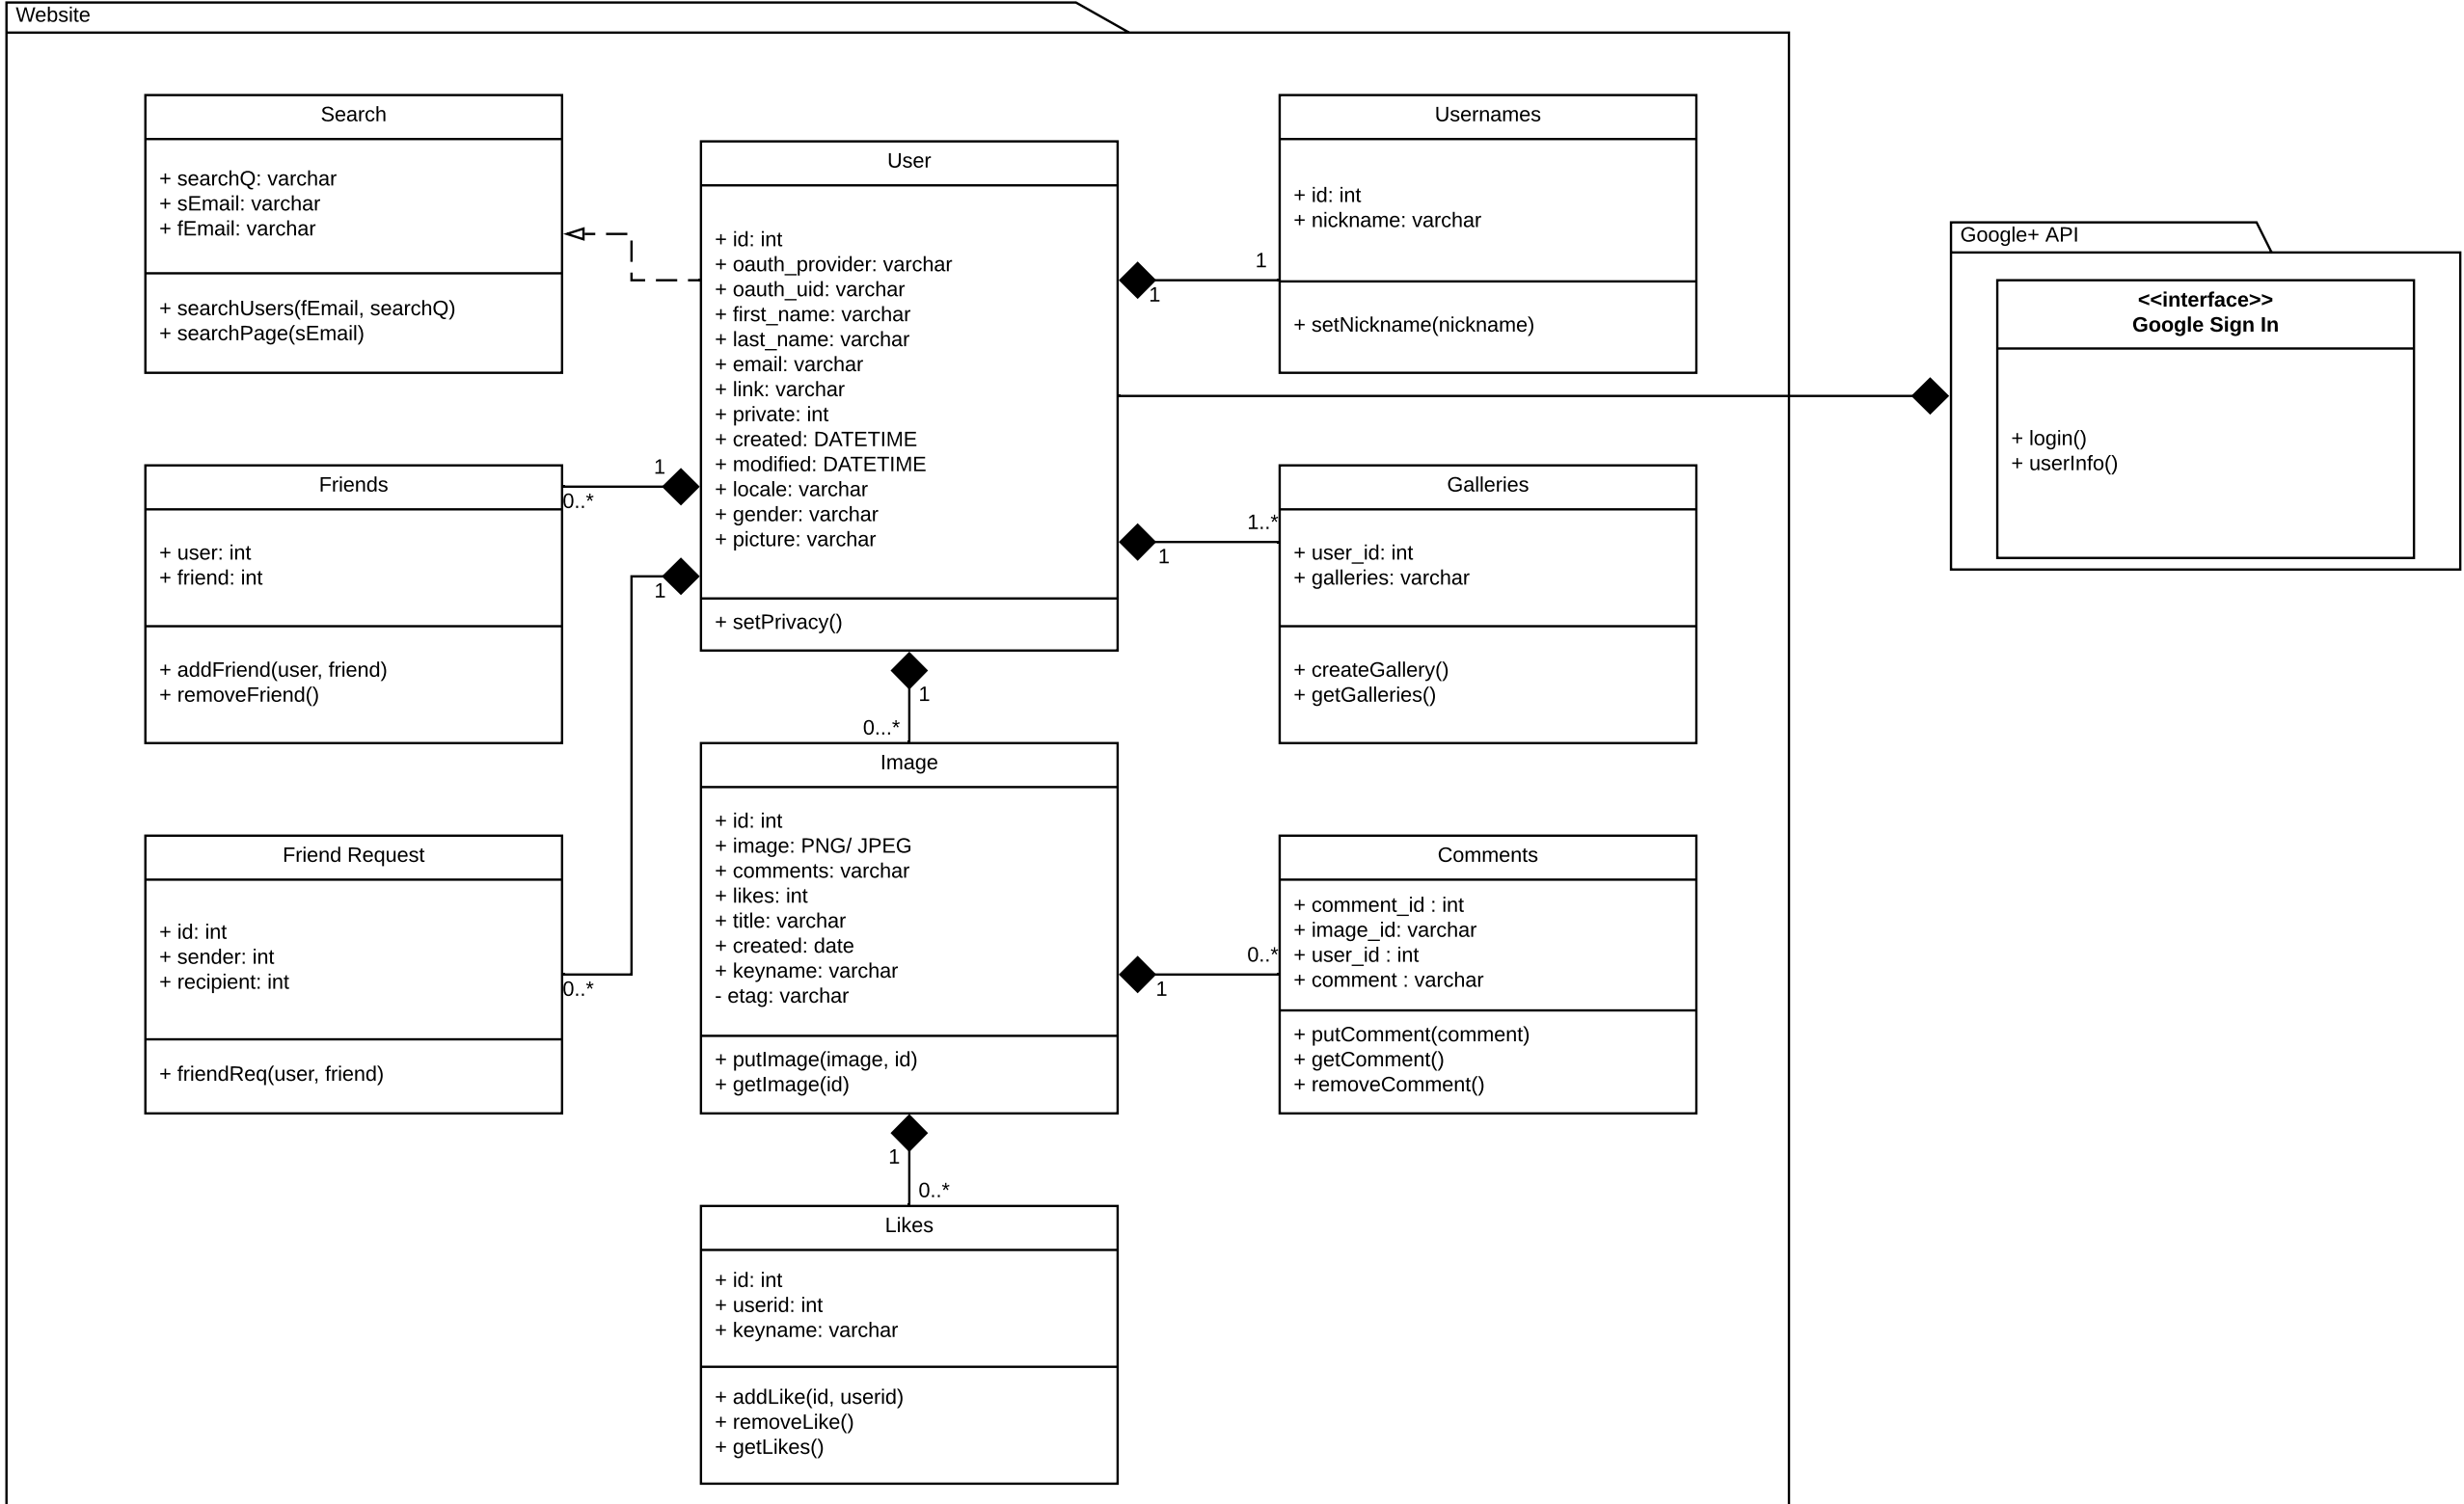 Website
Search
+ searchQ: varchar
+ sEmail: varchar
+ fEmail: varchar
+ searchUsers(fEmail, searchQ)
+ searchPage(sEmail)
User
+ id: int
+ oauth_provider: varchar
+ oauth_uid: varchar
+ first_name: varchar
+ last_name: varchar
+ email: varchar
+ link: varchar
+ private: int
+ created: DATETIME
+ modified: DATETIME
+ locale: varchar
+ gender: varchar
+ picture: varchar
+ setPrivacy()
Usernames
+ id: int
+ nickname: varchar
+ setNickname(nickname)
1
1
Google+ API
<<interface>>
Google Sign In
+ login()
+ userInfo()
Friends
+ user: int
+ friend: int
+ addFriend(user, friend)
+ removeFriend()
1
0..*
1
Galleries
+ user_id: int
+ galleries: varchar
+ createGallery()
+ getGalleries()
1..*
1
1
0...*
Image
+ id: int
+ image: PNG/ JPEG
+ comments: varchar
+ likes: int
+ title: varchar
+ created: date
+ keyname: varchar
- etag: varchar
+ putImage(image, id)
+ getImage(id)
Friend Request
+ id: int
+ sender: int
+ recipient: int
+ friendReq(user, friend)
0..*
Comments
+ comment_id : int
+ image_id: varchar
+ user_id : int
+ comment : varchar
+ putComment(comment)
+ getComment()
+ removeComment()
0..*
1
1
0..*
Likes
+ id: int
+ userid: int
+ keyname: varchar
+ addLike(id, userid)
+ removeLike()
+ getLikes()